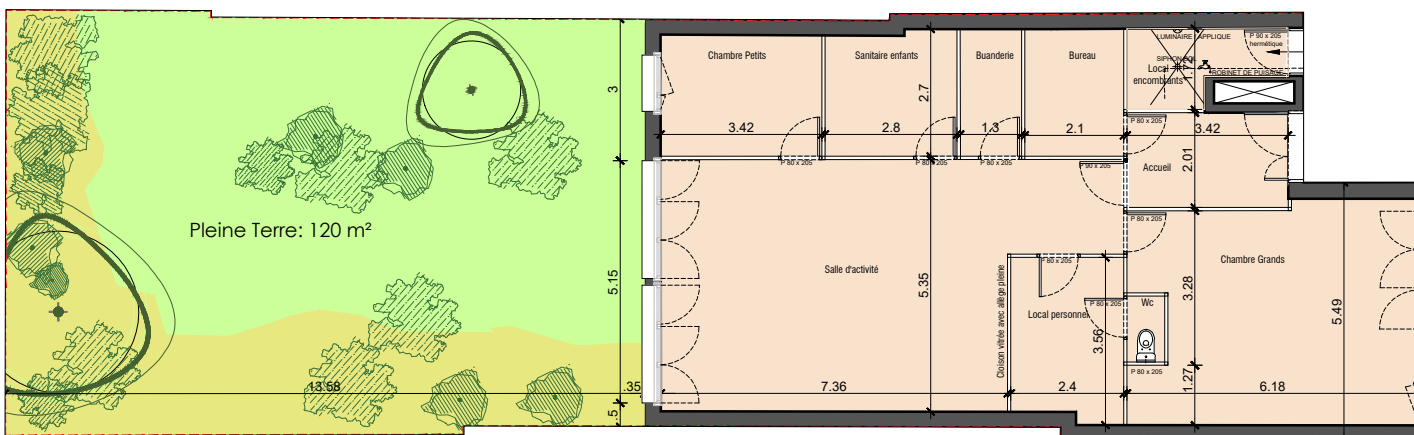 Chambre Petits
Sanitaire enfants
Buanderie
Bureau
LUMINAIRE APPLIQUE
P 90 x 205
hermétique
SIPHON
Local
encombrants
ROBINET DE PUISAGE
3
2.7
3.42
2.8
1.3
2.1
3.42
P 80 x 205
P 80 x 205
P 80 x 205
P 80 x 205
P 90 x 205
Accueil
2.01
P 80 x 205
Pleine Terre: 120 m²
Salle d'activité
Chambre Grands
5.15
5.35
3.28
5.49
P 80 x 205
Cloison vitrée avec allège pleine
Wc
P 80 x 205
Local personnel
3.56
P 80 x 205
13.58
.35
7.36
2.4
1.27
6.18
.5